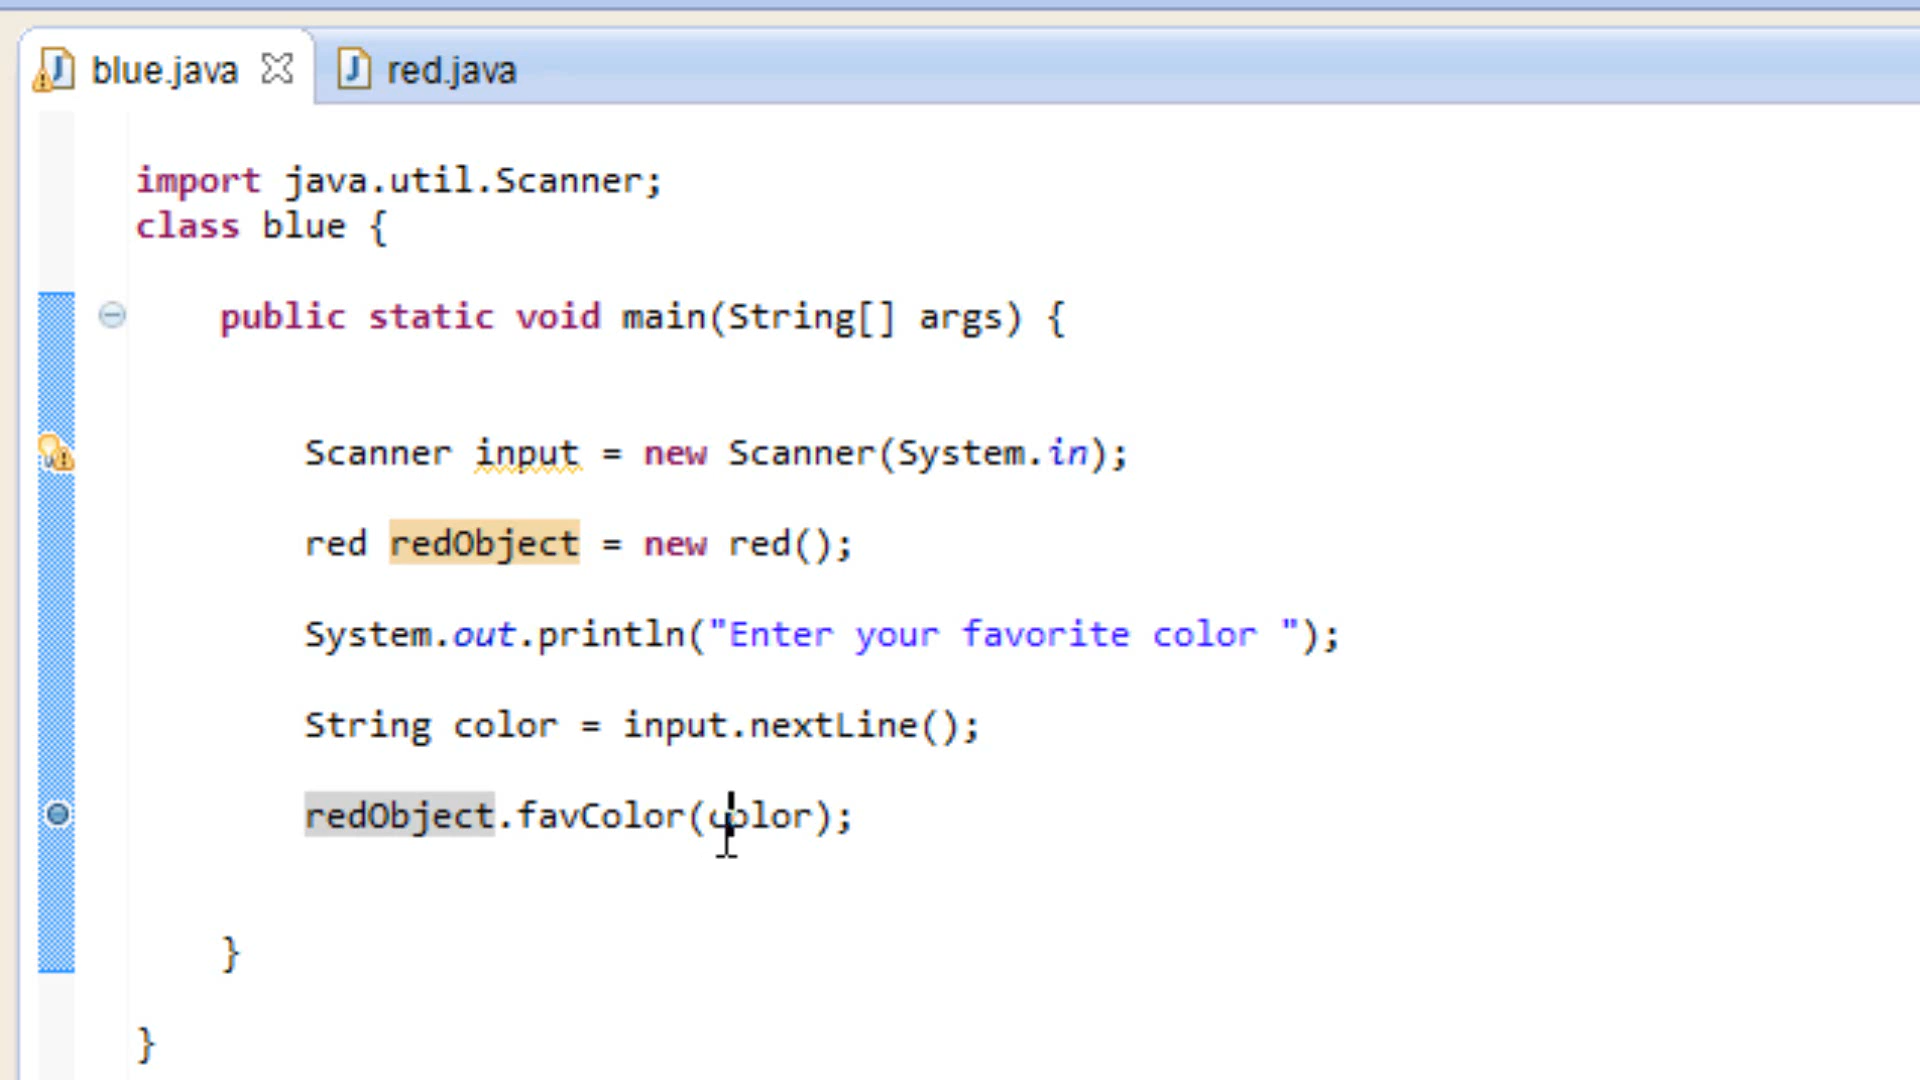 blue.java red.java
import java.util.Scanner;
class blue {
public static void main(String[] args) {
Scanner input = new Scanner(System.in);
red redObject = new red();
System.out.println("Enter your favorite color ");
String color = input.nextLine();
redObject.favColor(color);
}
}